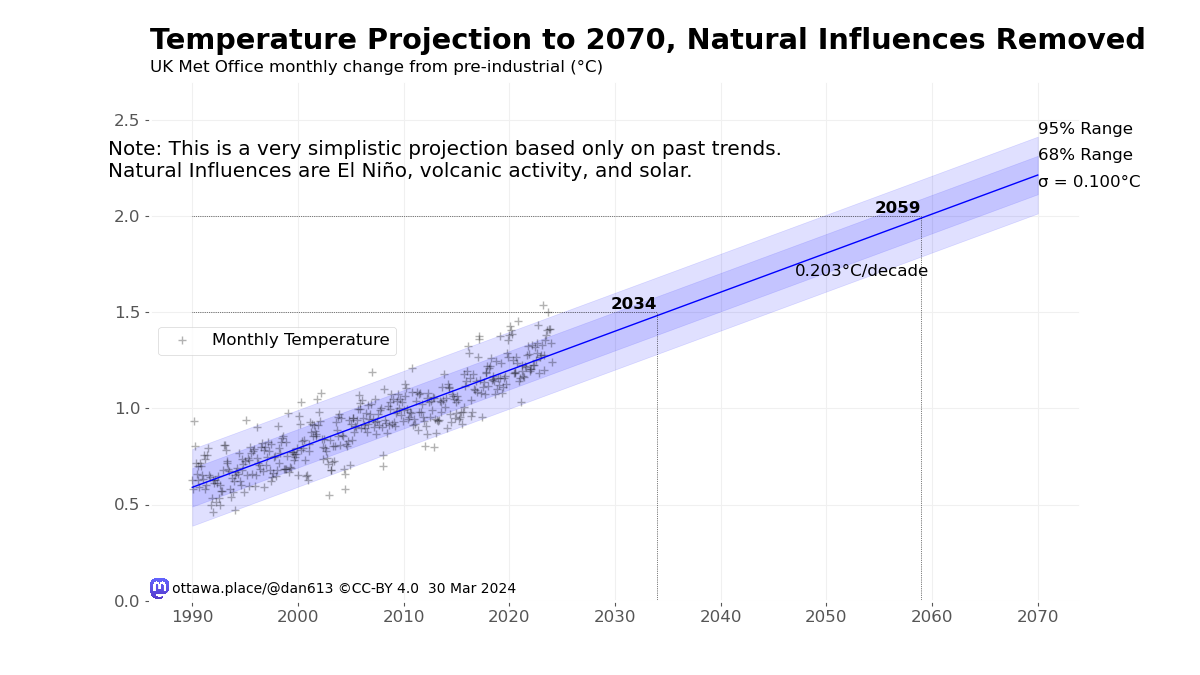 Temperature Projection to 2070, Natural Influences Removed
UK Met Office monthly change from pre-industrial (°C)
2.5
95% Range
Note: This is a very simplistic projection based only on past trends.
68% Range
Natural Influences are El Niño, volcanic activity, and solar.
σ = 0.100°C
2.0
2059
0.203°C/decade
1.5
2034
Monthly Temperature
1.0
0.5
ottawa.place/@dan613 ©CC-BY 4.0  30 Mar 2024
0.0
1990 2000 2010 2020 2030 2040 2050 2060 2070